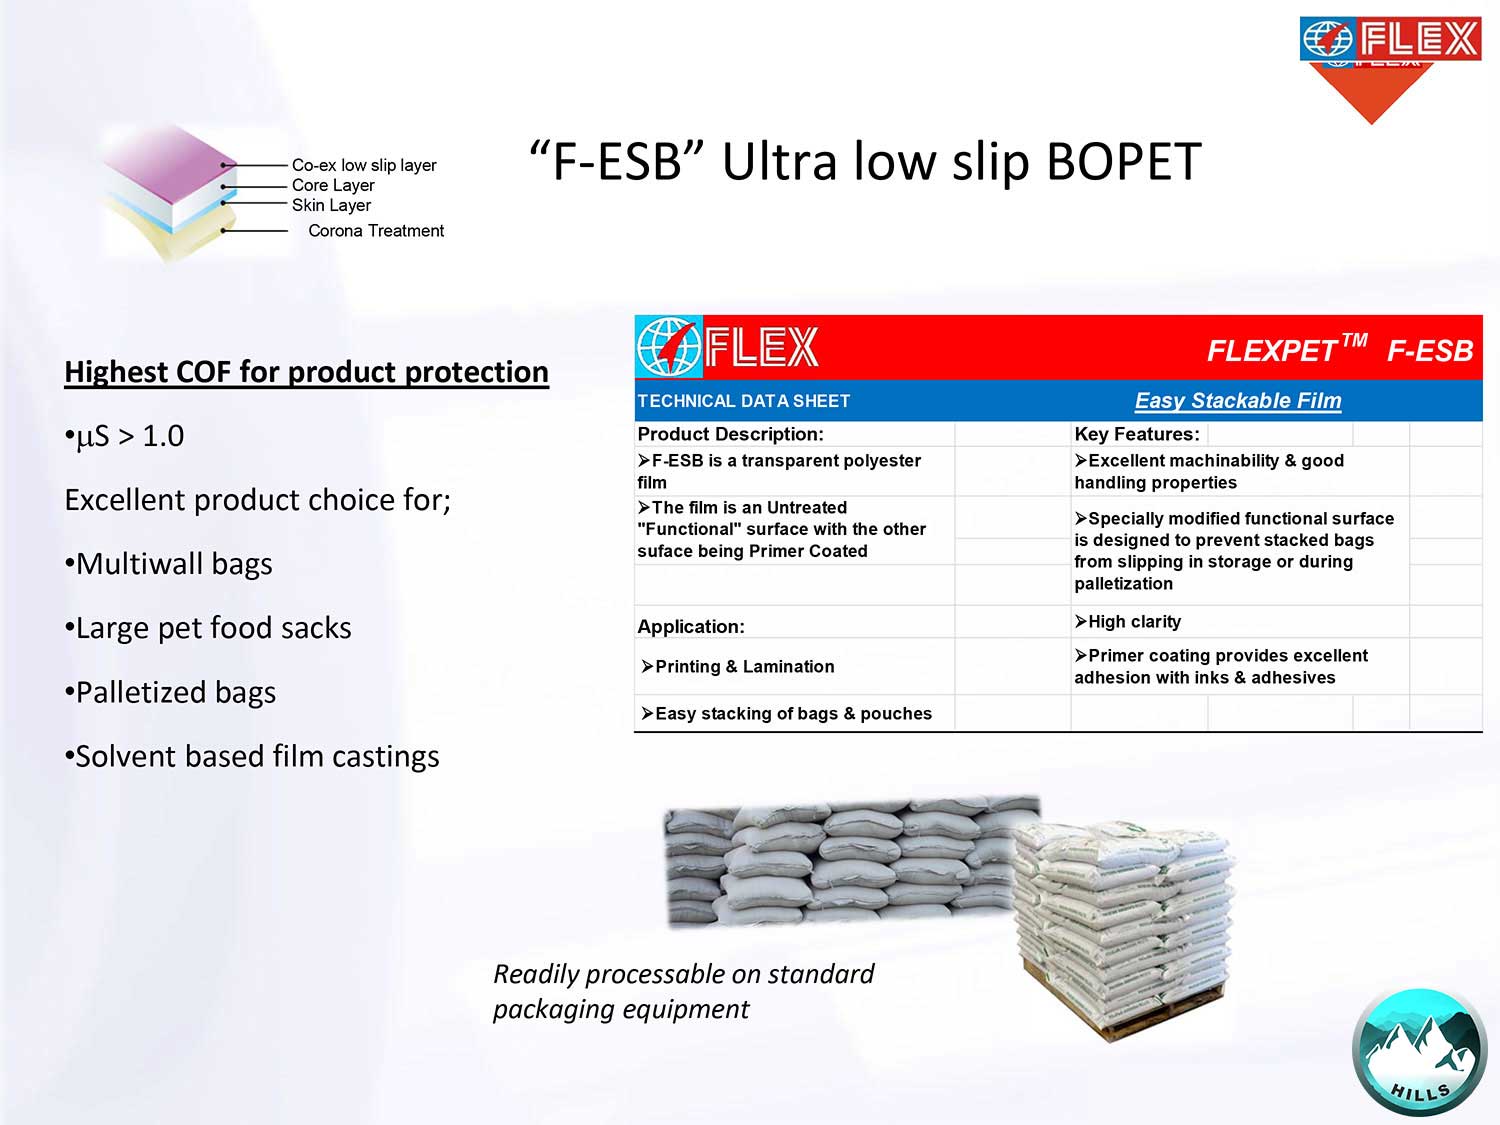 FLEX
“F-ESB” Ultra low slip BOPET
Co-ex low slip layer
Core Layer
Skin Layer
Corona Treatment
Highest COF for product protection
•µS > 1.0
Excellent product choice for;
•Multiwall bags
•Large pet food sacks
•Palletized bags
•Solvent based film castings
FLEX
FLEXPET™ F-ESB
TECHNICAL DATA SHEET
Easy Stackable Film
Product Description:
➢F-ESB is a transparent polyester
film
➢The film is an Untreated
"Functional" surface with the other
suface being Primer Coated
Application:
➢Printing & Lamination
➢Easy stacking of bags & pouches
Key Features:
➢Excellent machinability & good
handling properties
➢Specially modified functional surface
is designed to prevent stacked bags
from slipping in storage or during
palletization
➢High clarity
➢Primer coating provides excellent
adhesion with inks & adhesives
Readily processable on standard
packaging equipment
HILLS